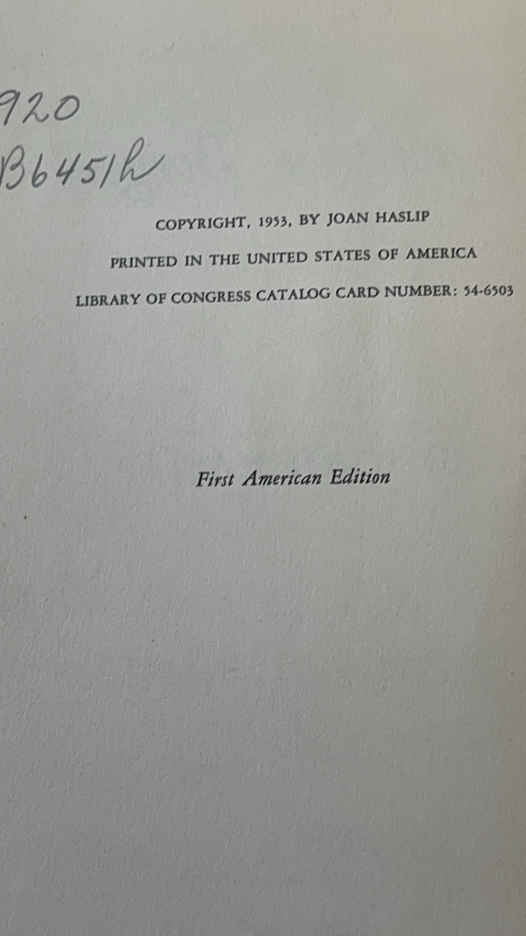 920
B6451h
COPYRIGHT, 1953, BY JOAN HASLIP
PRINTED IN THE UNITED STATES OF AMERICA
LIBRARY OF CONGRESS CATALOG CARD NUMBER: 54-6503
First American Edition